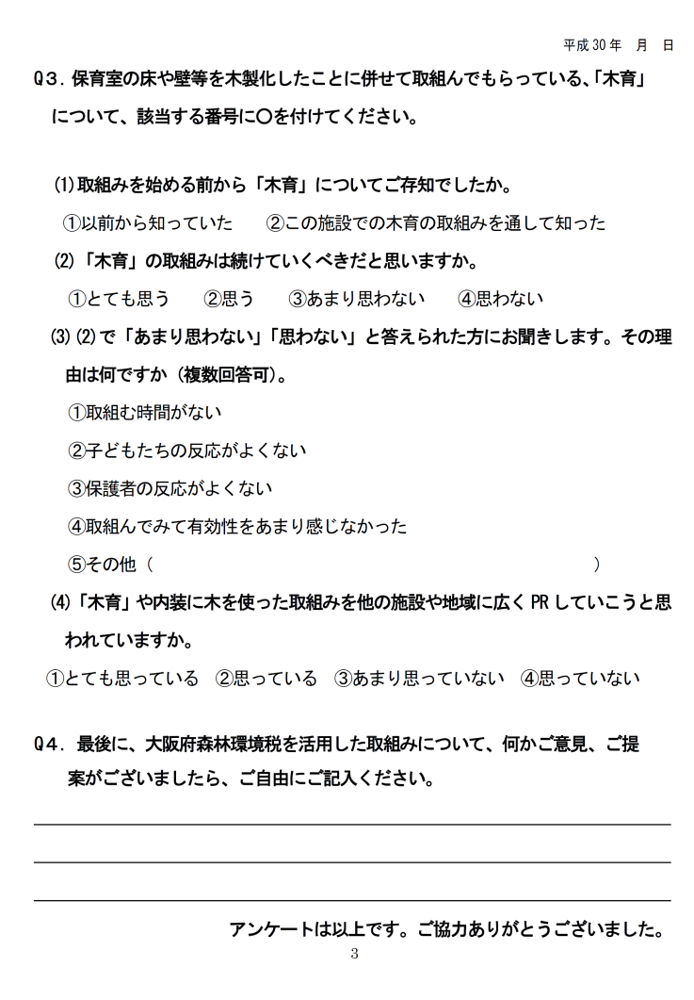 平成 30 年　月　日
Q３. 保育室の床や壁等を木製化したことに併せて取組んでもらっている、「木育」
について、該当する番号に〇を付けてください。
(1)取組みを始める前から「木育」についてご存知でしたか。
①以前から知っていた　　②この施設での木育の取組みを通して知った
(2)「木育」の取組みは続けていくべきだと思いますか。
①とても思う　　②思う　　③あまり思わない　　④思わない
(3)(2)で「あまり思わない」「思わない」と答えられた方にお聞きします。その理
由は何ですか（複数回答可）。
①取組む時間がない
②子どもたちの反応がよくない
③保護者の反応がよくない
④取組んでみて有効性をあまり感じなかった
⑤その他（　　　　　　　　　　　　　　　　　　　　　　　　　　）
(4)「木育」や内装に木を使った取組みを他の施設や地域に広く PR していこうと思
われていますか。
①とても思っている　②思っている　③あまり思っていない　④思っていない
Q４. 最後に、大阪府森林環境税を活用した取組みについて、何かご意見、ご提
案がございましたら、ご自由にご記入ください。
アンケートは以上です。ご協力ありがとうございました。
3